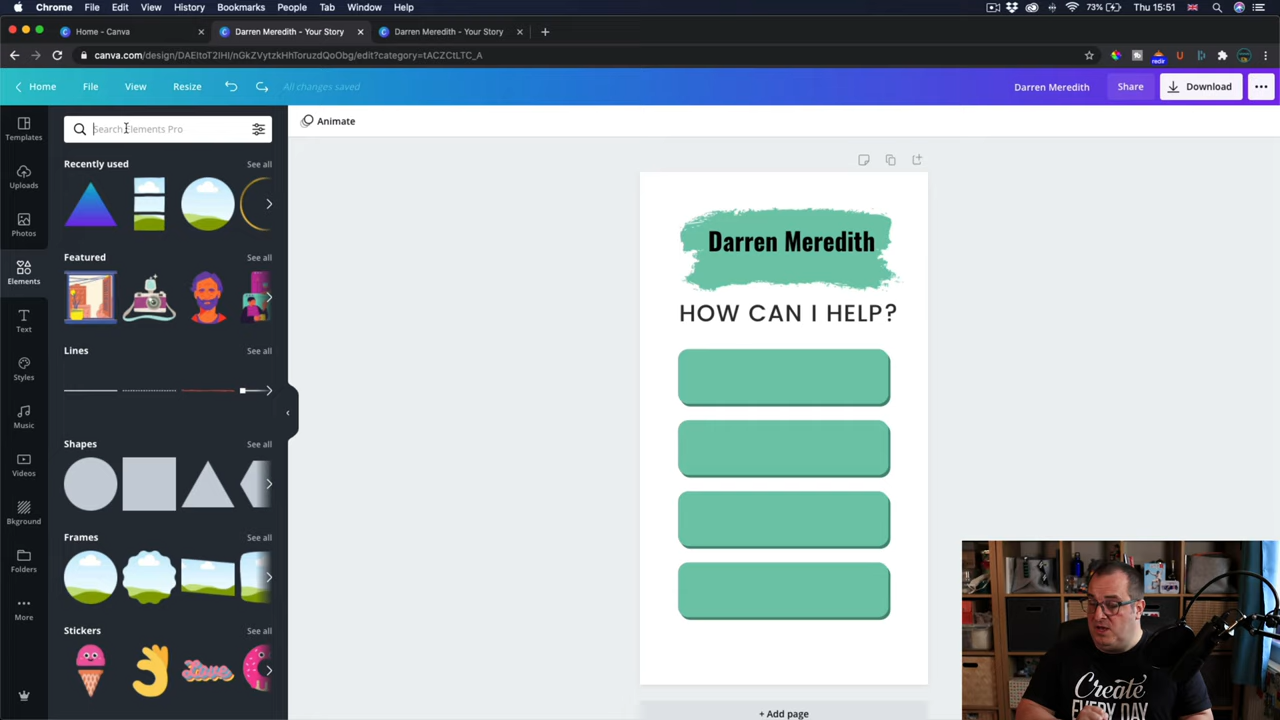 Chrome File Edit View History Bookmarks People Tab Window Help
73% Thu 15:51
Home - Canva
Darren Meredith - Your Story
Darren Meredith - Your Story
canva.com/design/DAEItoT2IHI/nGkZVytzkHhToruzdQoObg/edit?category=tACZCtLTC_A
redir
Home File View Resize All changes saved
Darren Meredith Share Download
Templates
Uploads
Photos
Elements
Text
Styles
Music
Videos
Bkground
Folders
More
Search Elements Pro
Recently used See all
Featured See all
Lines See all
Shapes See all
Frames See all
Stickers See all
Love
Animate
Darren Meredith
HOW CAN I HELP?
+ Add page
Create
EVERY DAY